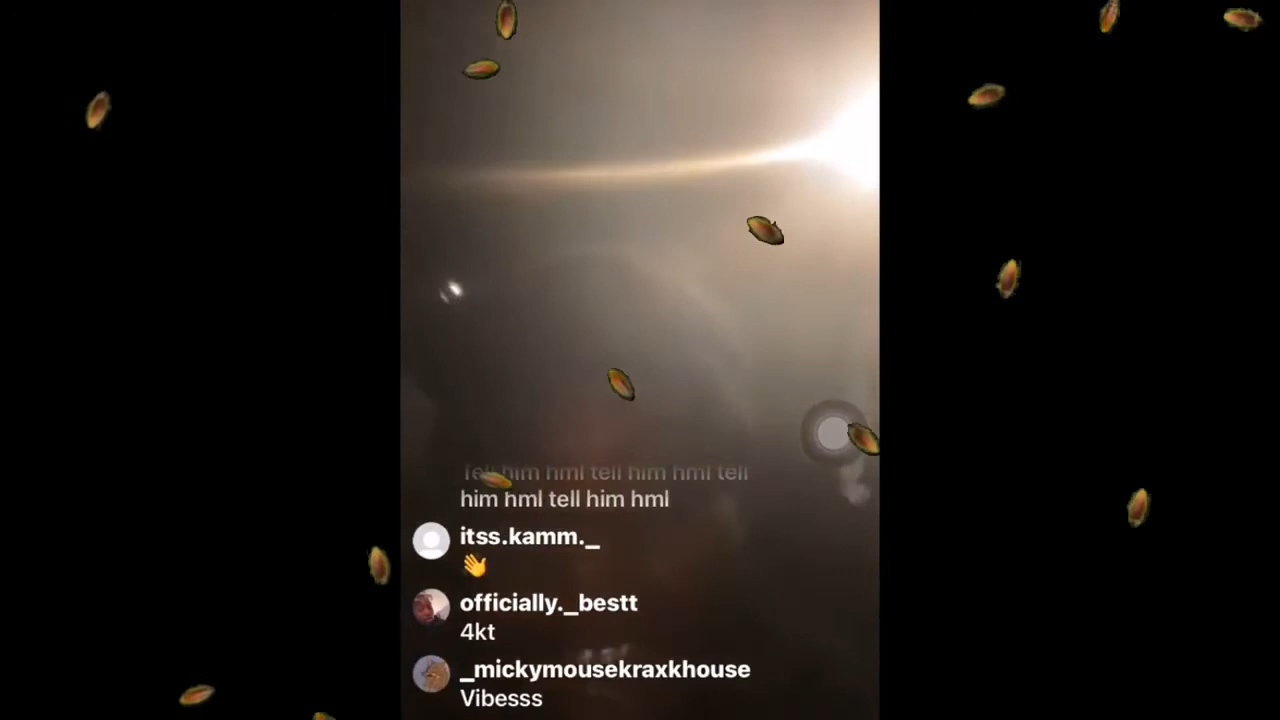 Tell him hml tell him hml tell
him hml tell him hml
itss.kamm._
👋
officially._bestt
4kt
_mickymousekraxkhouse
Vibesss